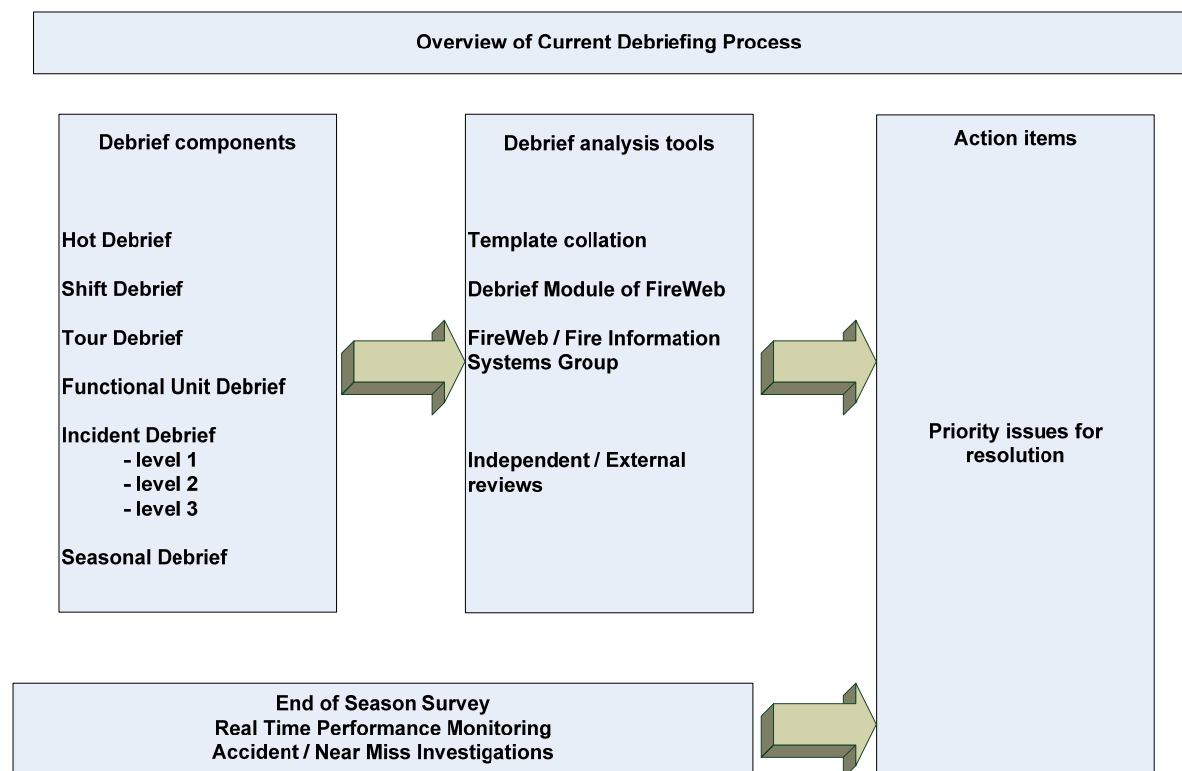 Overview of Current Debriefing Process
Debrief components
Hot Debrief
Shift Debrief
Tour Debrief
Functional Unit Debrief
Incident Debrief
- level 1
- level 2
- level 3
Seasonal Debrief
Debrief analysis tools
Template collation
Debrief Module of FireWeb
FireWeb / Fire Information
Systems Group
Independent / External
reviews
Action items
Priority issues for
resolution
End of Season Survey
Real Time Performance Monitoring
Accident / Near Miss Investigations